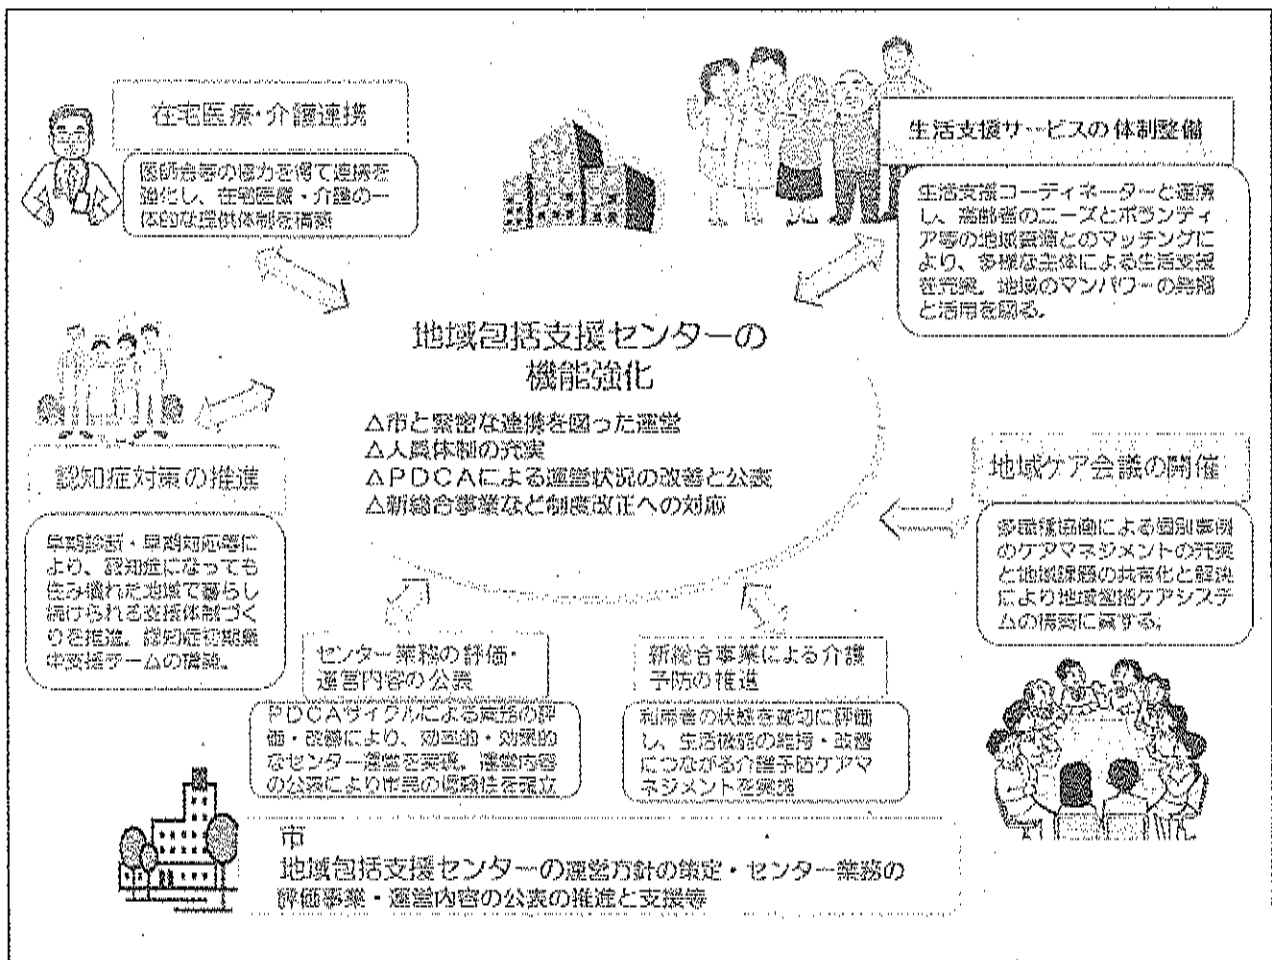 在宅医療・介護連携
医師会等の協力を得て連携を
強化し、在宅医療・介護の一
体的な提供体制を構築
生活支援サービスの体制整備
生活支援コーディネーターと連携
し、高齢者のニーズとボランティ
ア等の地域資源とのマッチングに
より、多様な主体による生活支援
を充実。地域のマンパワーの発掘
と活用を図る。
地域包括支援センターの
機能強化
△市と緊密な連携を図った運営
△人員体制の充実
△PDCAによる運営状況の改善と公表
△新総合事業など制度改正への対応
認知症対策の推進
早期診断・早期対応等に
より、認知症になっても
住み慣れた地域で暮らし
続けられる支援体制づく
りを推進。認知症初期集
中支援チームの構築。
地域ケア会議の開催
多職種協働による個別事例
のケアマネジメントの充実
と地域課題の共有化と解決
により地域包括ケアシステ
ムの構築に資する。
センター業務の評価・
運営内容の公表
PDCAサイクルによる業務の評
価・改善により、効率的・効果的
なセンター運営を実現。運営内容
の公表により市民の信頼性を確立
新総合事業による介護
予防の推進
利用者の状態を適切に評価
し、生活機能の維持・改善
につながる介護予防ケアマ
ネジメントを実施
市
地域包括支援センターの運営方針の策定・センター業務の
評価事業・運営内容の公表の推進と支援等